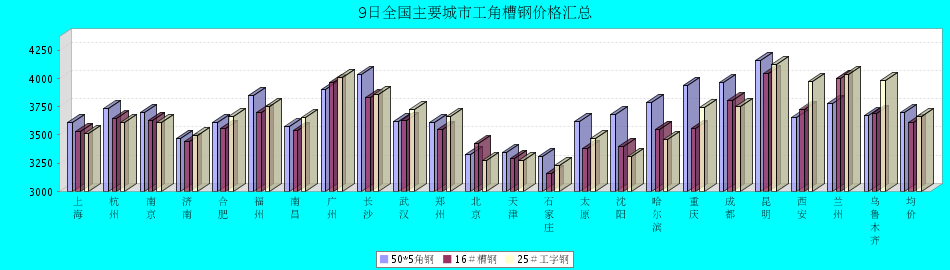 9日全国主要城市工角槽钢价格汇总
4250
4000
3750
3500
3250
3000
上海
杭州
南京
济南
合肥
福州
南昌
广州
长沙
武汉
郑州
北京
天津
石家庄
太原
沈阳
哈尔滨
重庆
成都
昆明
西安
兰州
乌鲁木齐
均价
50*5角钢
16#槽钢
25#工字钢